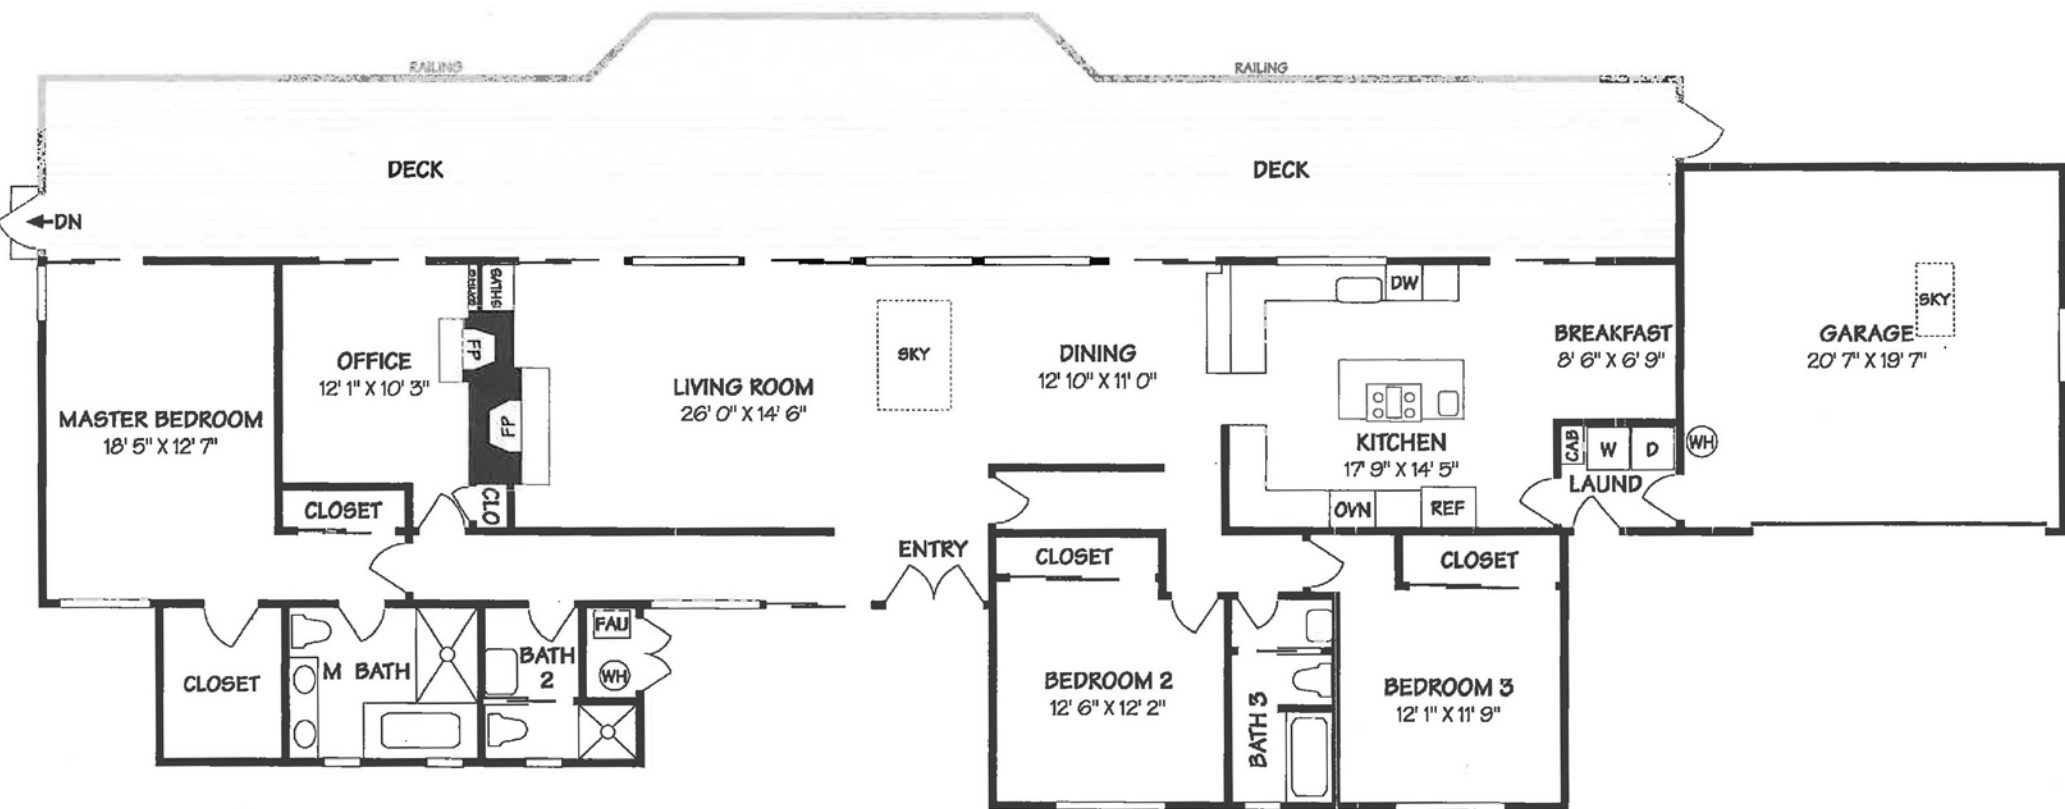 RAILING
RAILING
DECK
DECK
DN
SHLVS
SHLVS
DW
SKY
BREAKFAST
8' 6" X 6' 9"
GARAGE
20' 7" X 19' 7"
SKY
OFFICE
12' 1" X 10' 3"
FP
FP
LIVING ROOM
26' 0" X 14' 6"
DINING
12' 10" X 11' 0"
MASTER BEDROOM
18' 5" X 12' 7"
KITCHEN
17' 9" X 14' 5"
CAB
W
D
WH
LAUND
CLOSET
CLO
OVN
REF
ENTRY
CLOSET
CLOSET
FAU
WH
CLOSET
M BATH
BATH
2
BEDROOM 2
12' 6" X 12' 2"
BATH 3
BEDROOM 3
12' 1" X 11' 9"